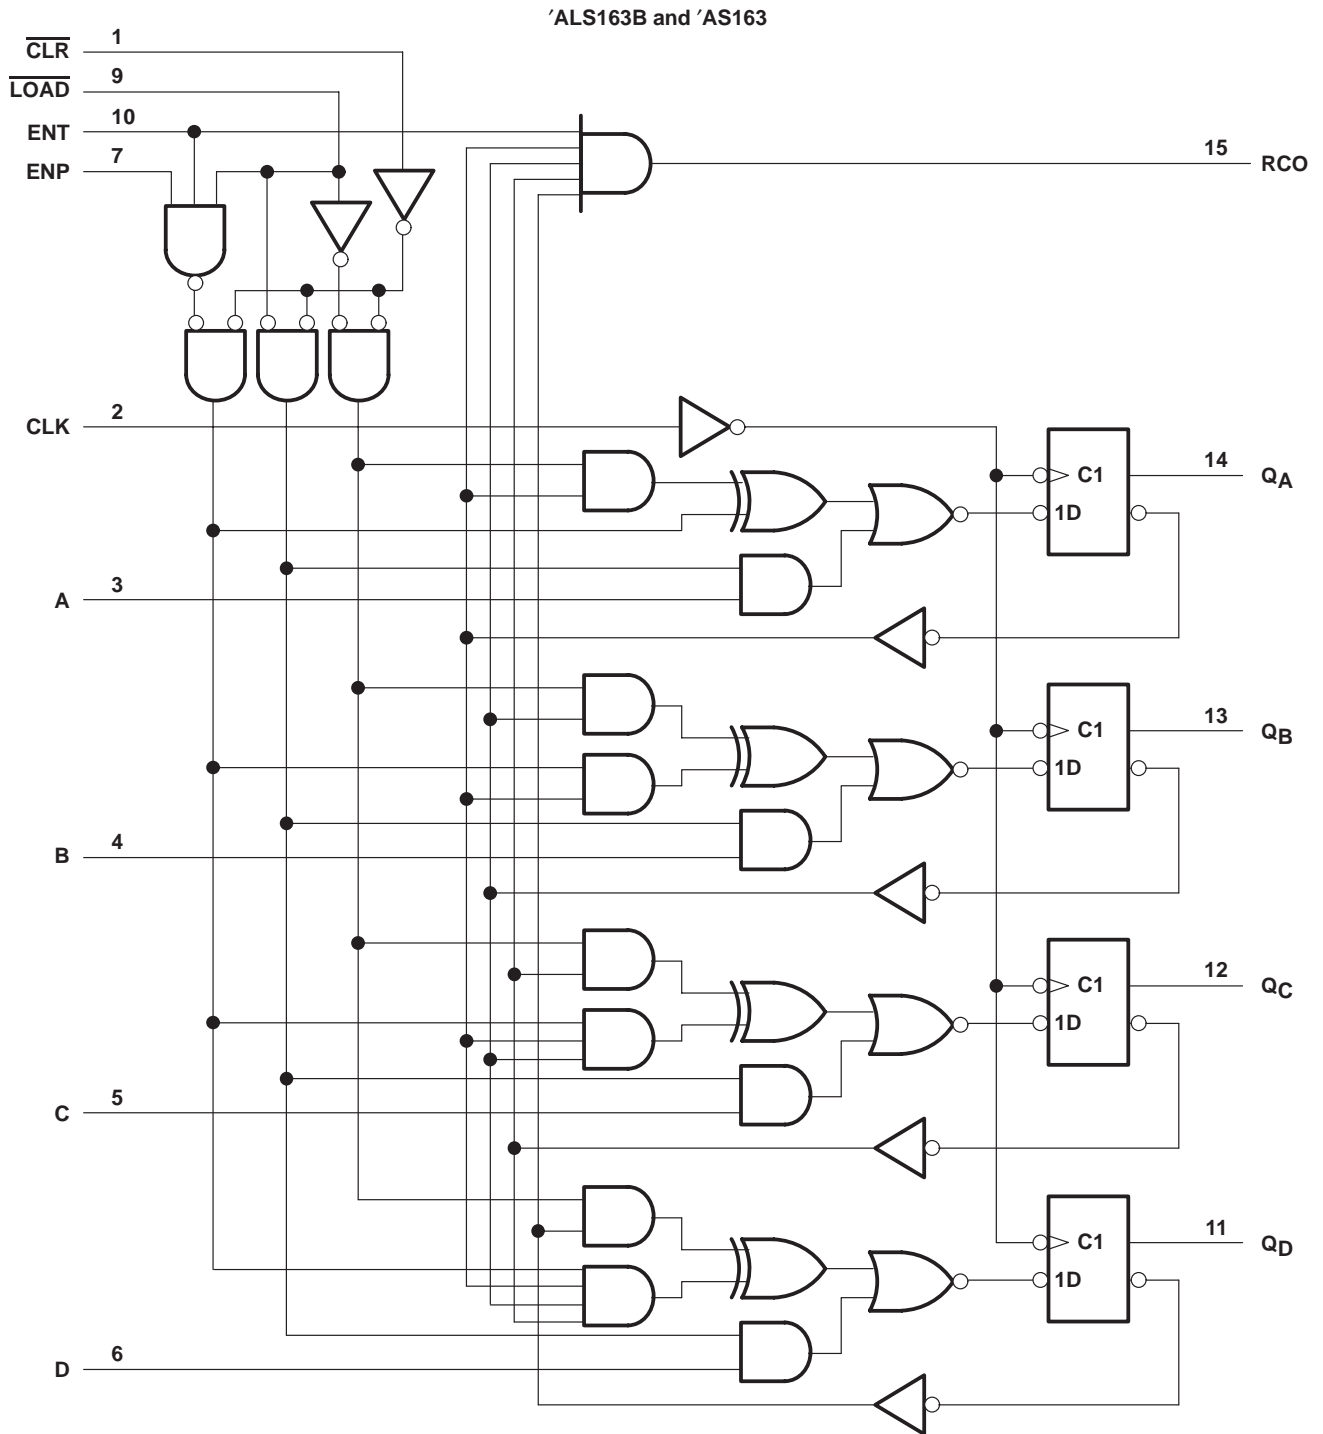 ′ALS163B and ′AS163
CLR 1
LOAD 9
ENT 10
ENP 7
15 RCO
CLK 2
C1 14 QA
1D
A 3
C1 13 QB
1D
B 4
C1 12 QC
1D
C 5
C1 11 QD
1D
D 6